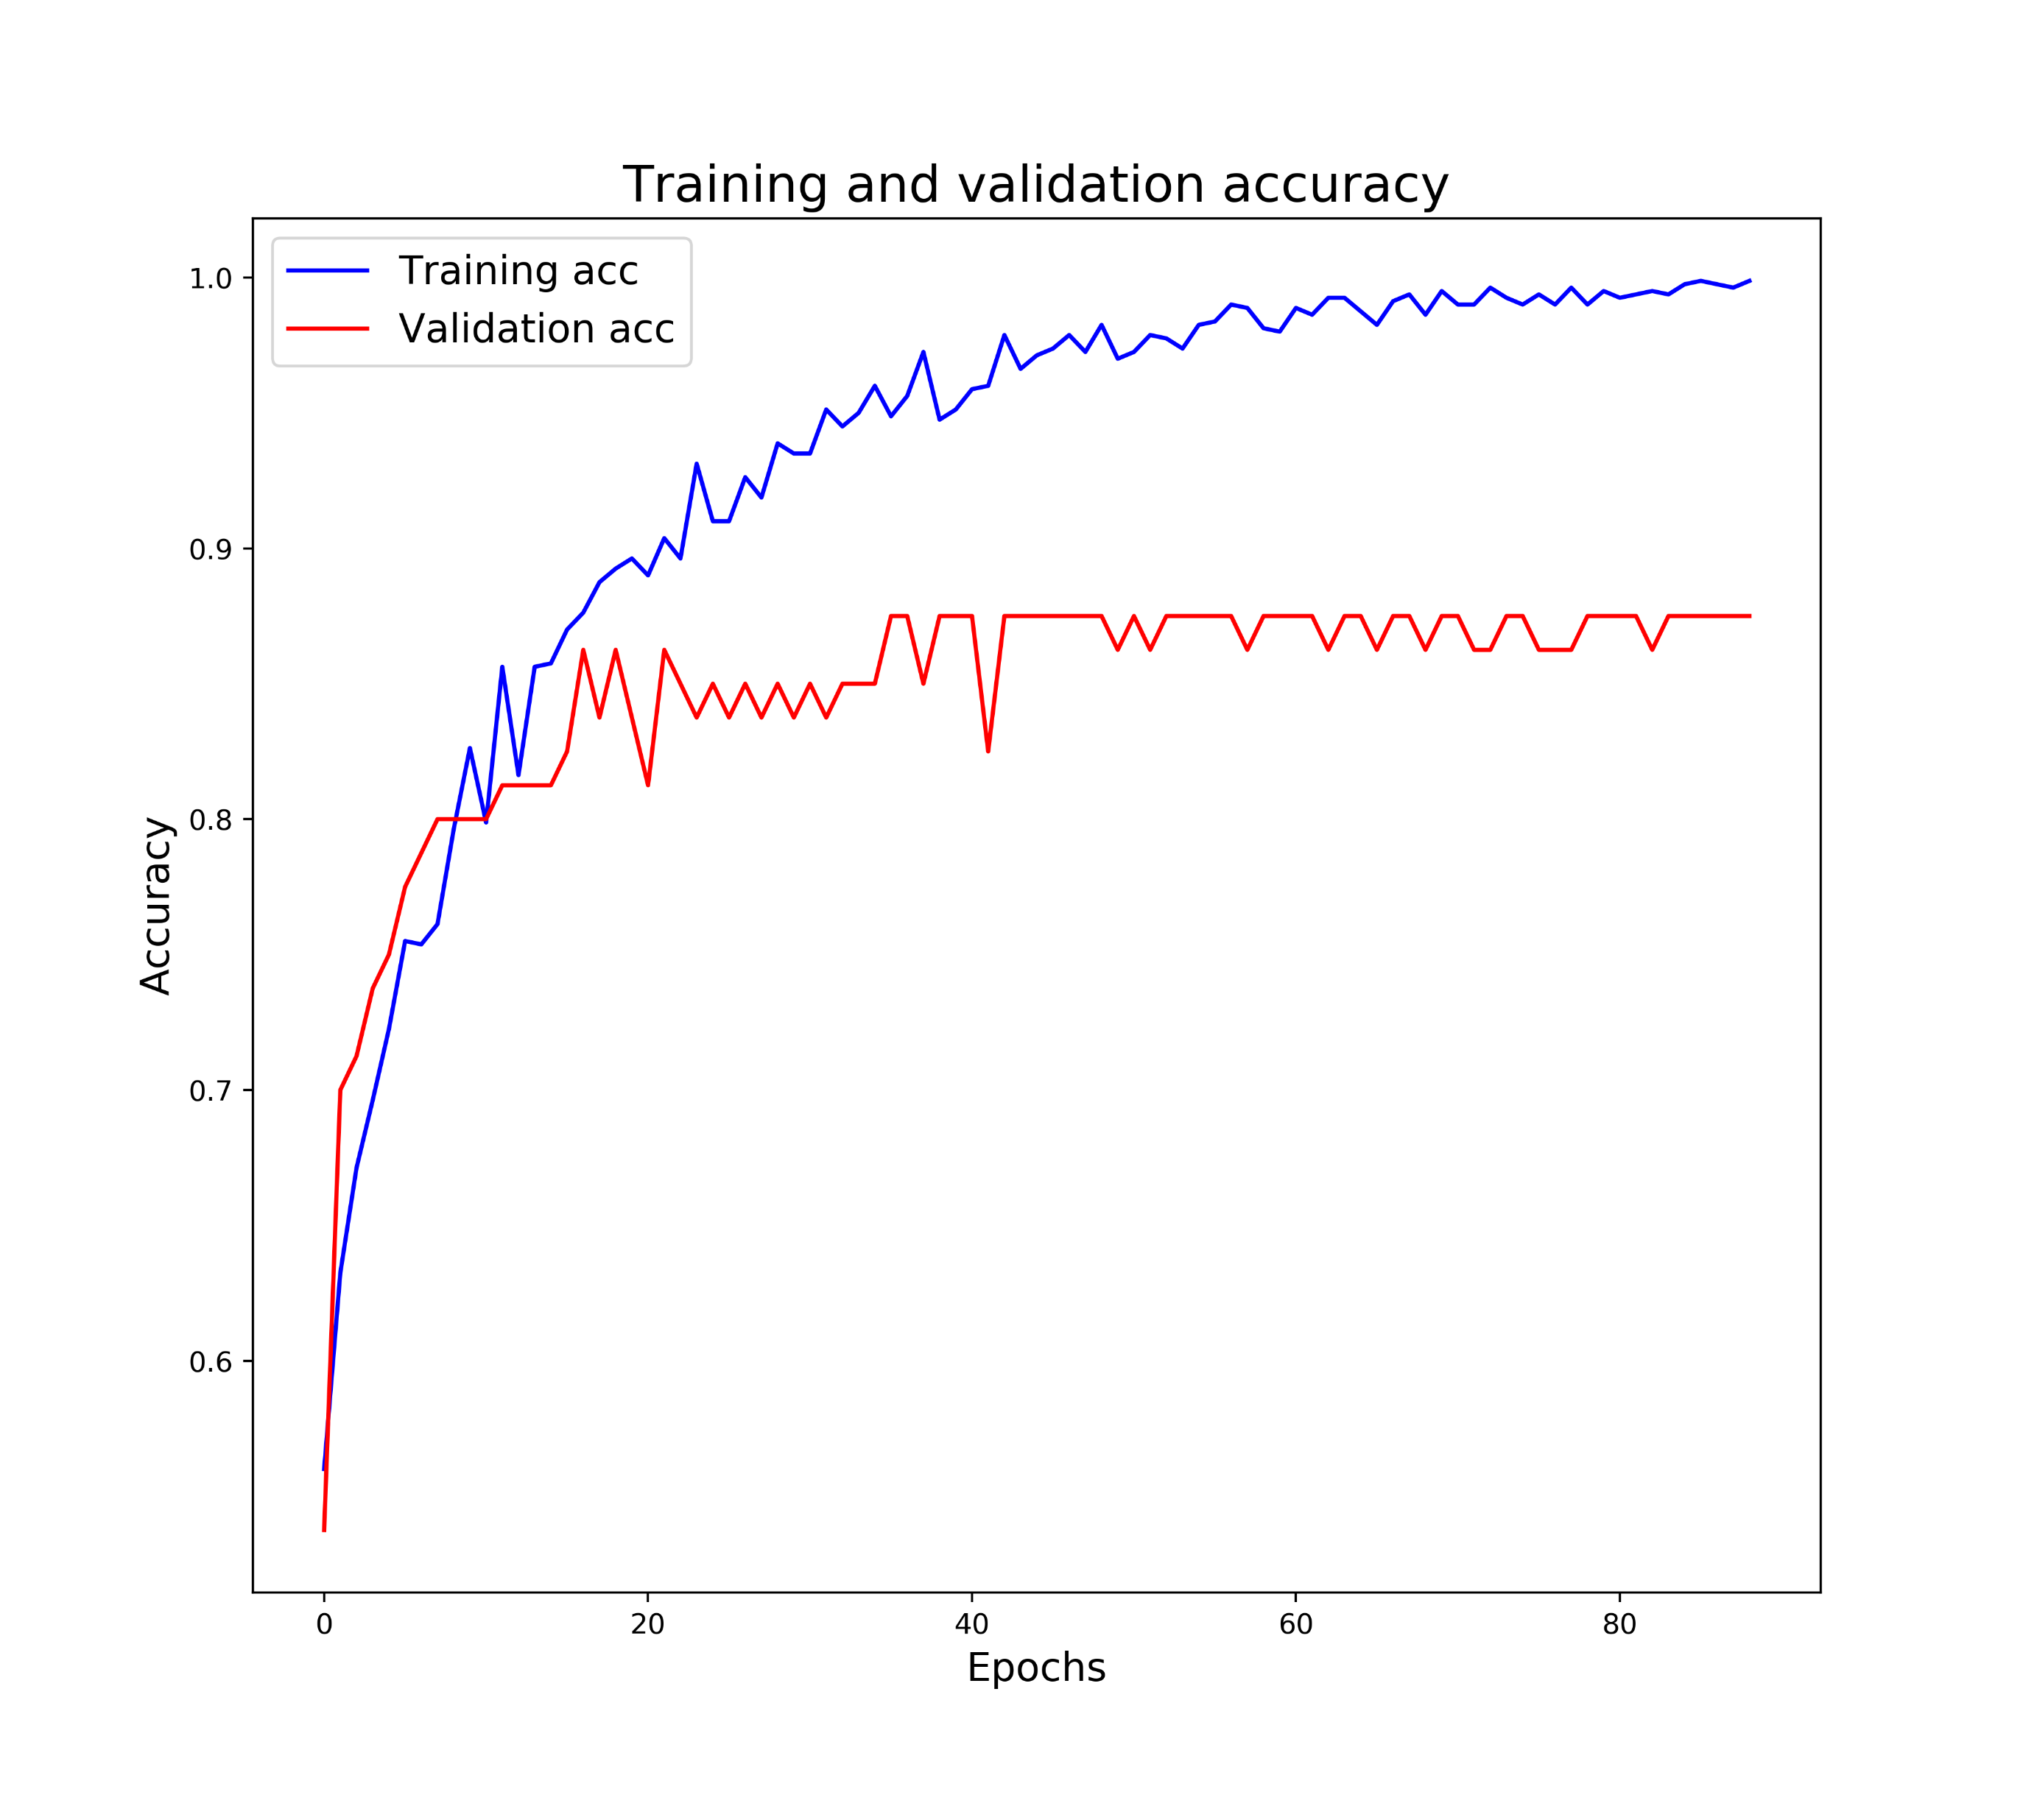 Training and validation accuracy
Training acc
Validation acc
1.0
0.9
0.8
0.7
0.6
Accuracy
0 20 40 60 80
Epochs